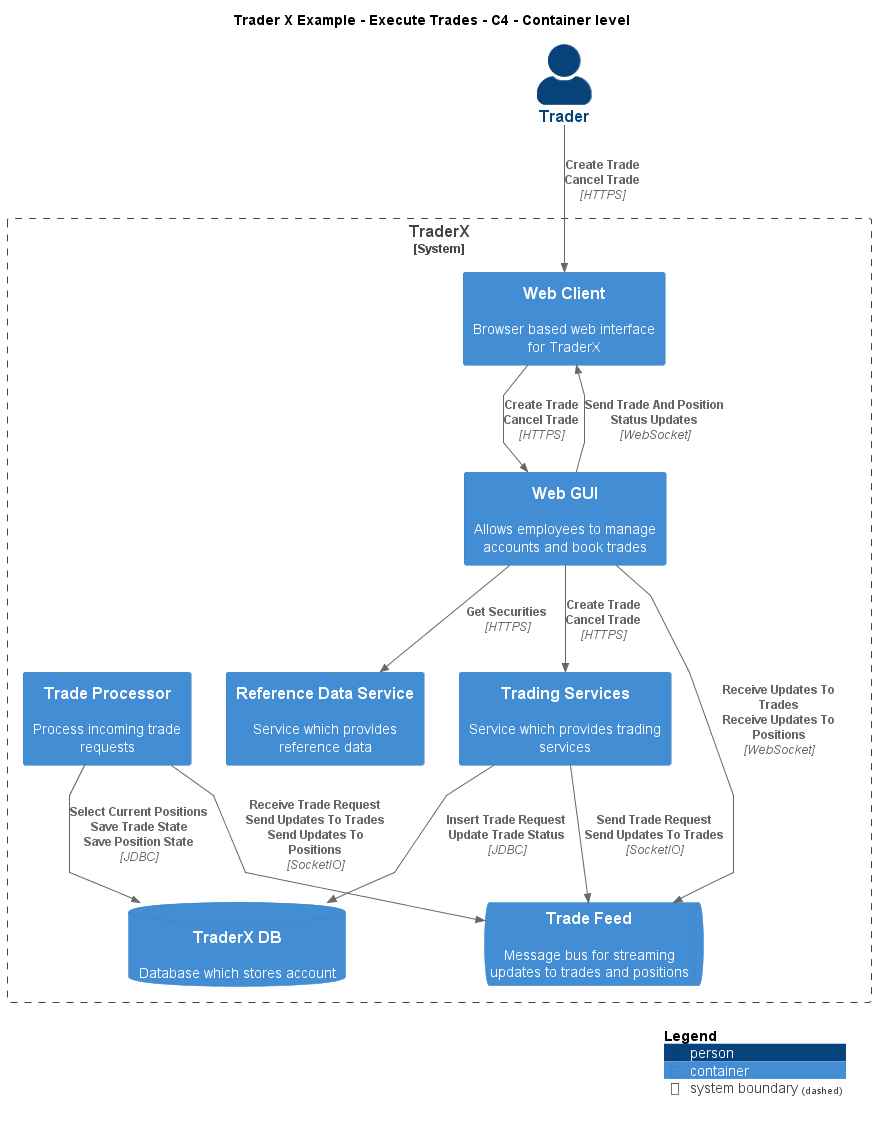 Trader X Example - Execute Trades - C4 - Container level
Trader
Create Trade
Cancel Trade
[HTTPS]
TraderX
[System]
Web Client
Browser based web interface
for TraderX
Create Trade
Cancel Trade
[HTTPS]
Send Trade And Position
Status Updates
[WebSocket]
Web GUI
Allows employees to manage
accounts and book trades
Get Securities
[HTTPS]
Create Trade
Cancel Trade
[HTTPS]
Receive Updates To
Trades
Receive Updates To
Positions
[WebSocket]
Trade Processor
Process incoming trade
requests
Reference Data Service
Service which provides
reference data
Trading Services
Service which provides trading
services
Select Current Positions
Save Trade State
Save Position State
[JDBC]
Receive Trade Request
Send Updates To Trades
Send Updates To
Positions
[SocketIO]
Insert Trade Request
Update Trade Status
[JDBC]
Send Trade Request
Send Updates To Trades
[SocketIO]
TraderX DB
Database which stores account
Trade Feed
Message bus for streaming
updates to trades and positions
Legend
person
container
system boundary (dashed)